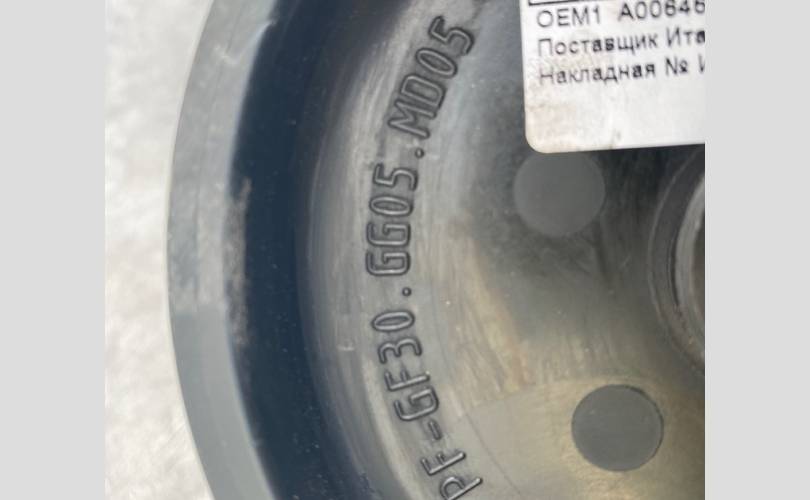 OEM1 A00646
Поставщик Ита
Накладная № И
PF-GF30.GG05.MD05